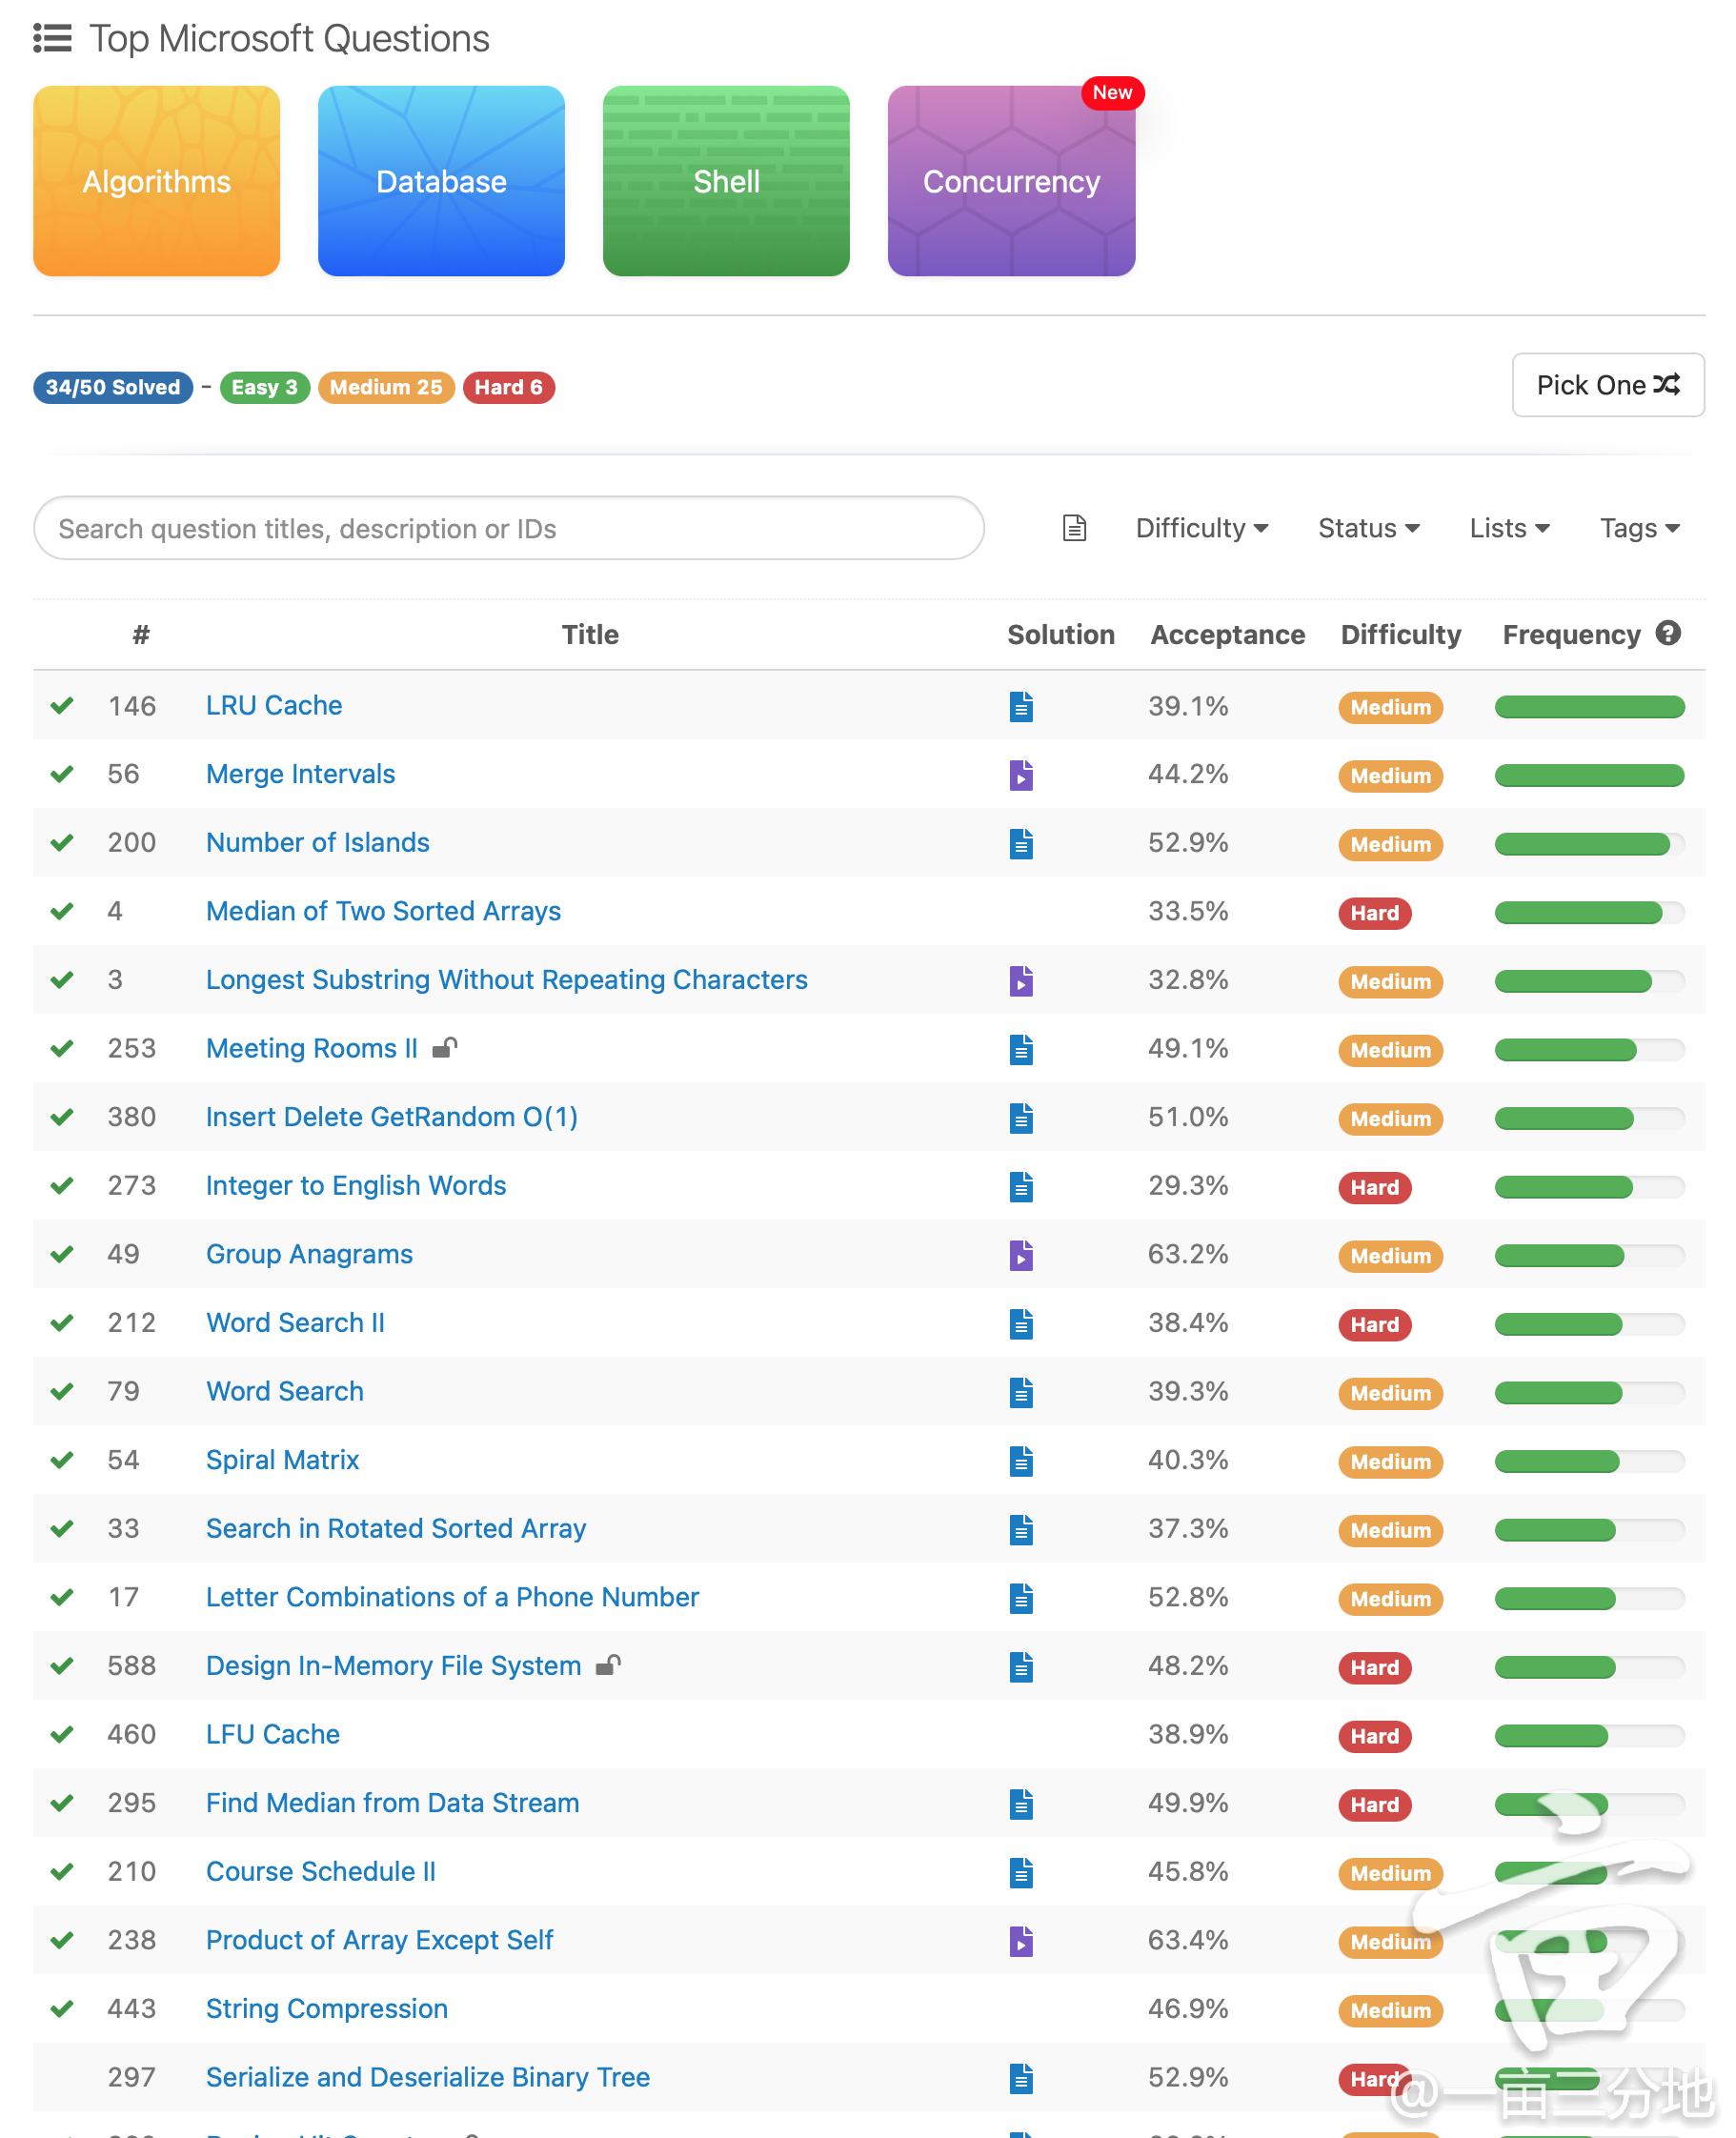 Top Microsoft Questions
Algorithms Database Shell Concurrency New
34/50 Solved - Easy 3 Medium 25 Hard 6 Pick One
Search question titles, description or IDs Difficulty Status Lists Tags
# Title Solution Acceptance Difficulty Frequency ?
146 LRU Cache 39.1% Medium
56 Merge Intervals 44.2% Medium
200 Number of Islands 52.9% Medium
4 Median of Two Sorted Arrays 33.5% Hard
3 Longest Substring Without Repeating Characters 32.8% Medium
253 Meeting Rooms II 49.1% Medium
380 Insert Delete GetRandom O(1) 51.0% Medium
273 Integer to English Words 29.3% Hard
49 Group Anagrams 63.2% Medium
212 Word Search II 38.4% Hard
79 Word Search 39.3% Medium
54 Spiral Matrix 40.3% Medium
33 Search in Rotated Sorted Array 37.3% Medium
17 Letter Combinations of a Phone Number 52.8% Medium
588 Design In-Memory File System 48.2% Hard
460 LFU Cache 38.9% Hard
295 Find Median from Data Stream 49.9% Hard
210 Course Schedule II 45.8% Medium
238 Product of Array Except Self 63.4% Medium
443 String Compression 46.9% Medium
297 Serialize and Deserialize Binary Tree 52.9% Hard
@一亩三分地